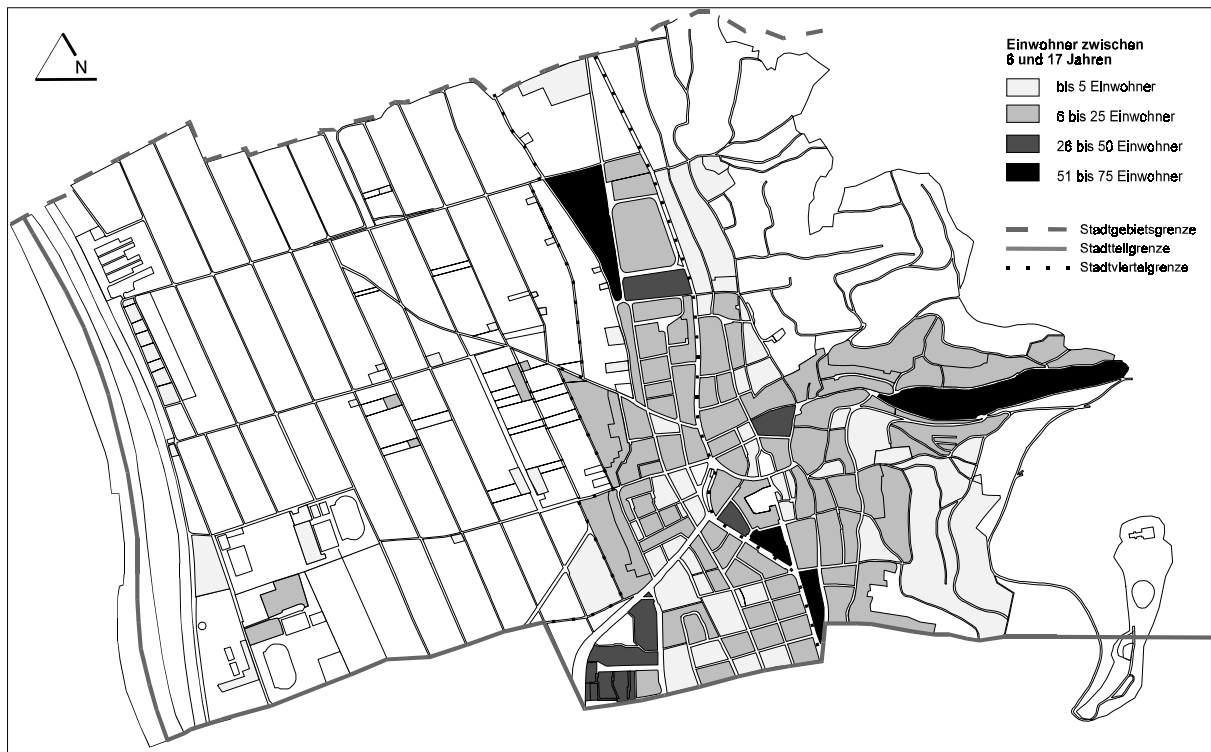 N
Einwohner zwischen
6 und 17 Jahren
bis 5 Einwohner
6 bis 25 Einwohner
26 bis 50 Einwohner
51 bis 75 Einwohner
Stadtgebietsgrenze
Stadtteilgrenze
Stadtviertelgrenze